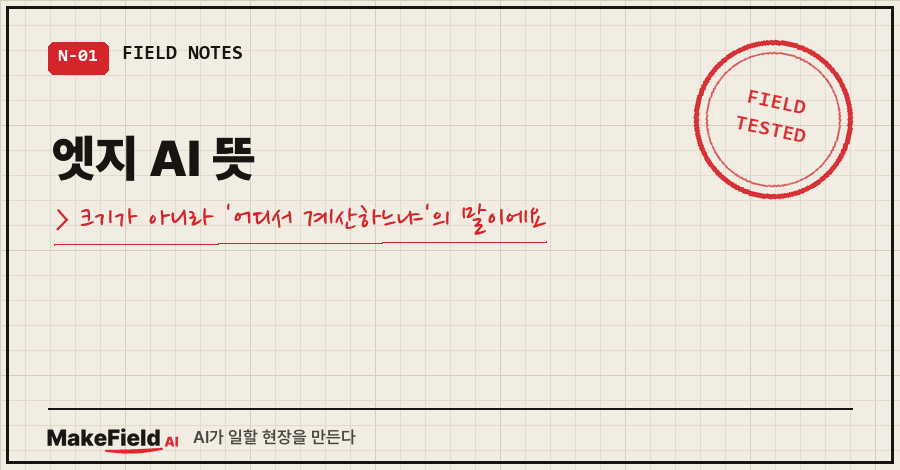 N-01 FIELD NOTES
FIELD
TESTED
엣지 AI 뜻
> 크기가 아니라 '어디서 계산하느냐'의 말이에요
MakeField AI AI가 일할 현장을 만든다